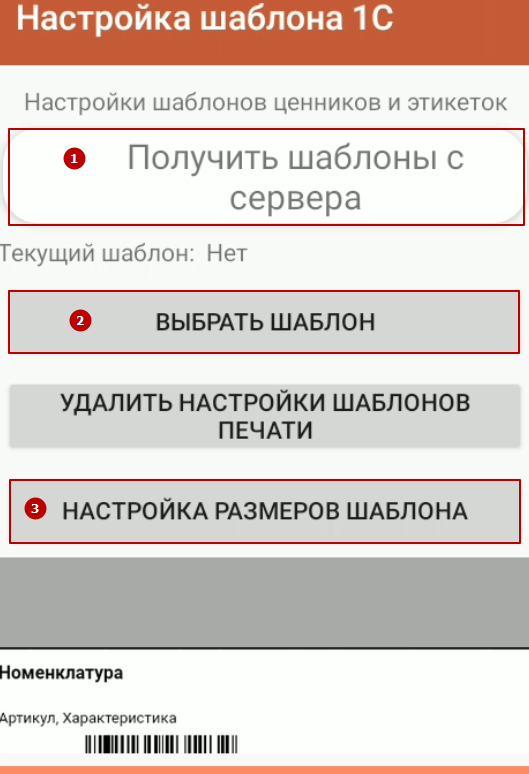 Настройка шаблона 1С
Настройки шаблонов ценников и этикеток
1 Получить шаблоны с
сервера
Текущий шаблон: Нет
2 ВЫБРАТЬ ШАБЛОН
УДАЛИТЬ НАСТРОЙКИ ШАБЛОНОВ
ПЕЧАТИ
3 НАСТРОЙКА РАЗМЕРОВ ШАБЛОНА
Номенклатура
Артикул, Характеристика